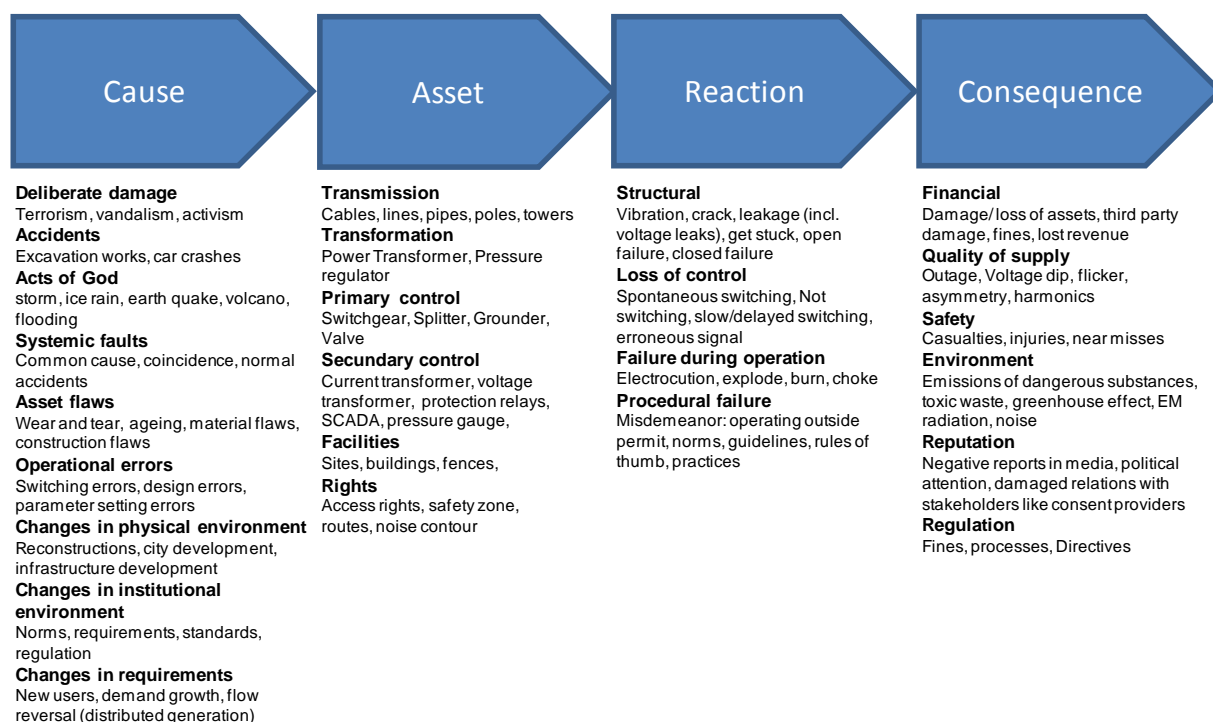 Cause
Asset
Reaction
Consequence
Deliberate damage
Terrorism, vandalism, activism
Accidents
Excavation works, car crashes
Acts of God
storm, ice rain, earth quake, volcano,
flooding
Systemic faults
Common cause, coincidence, normal
accidents
Asset flaws
Wear and tear, ageing, material flaws,
construction flaws
Operational errors
Switching errors, design errors,
parameter setting errors
Changes in physical environment
Reconstructions, city development,
infrastructure development
Changes in institutional
environment
Norms, requirements, standards,
regulation
Changes in requirements
New users, demand growth, flow
reversal (distributed generation)
Transmission
Cables, lines, pipes, poles, towers
Transformation
Power Transformer, Pressure
regulator
Primary control
Switchgear, Splitter, Grounder,
Valve
Secundary control
Current transformer, voltage
transformer, protection relays,
SCADA, pressure gauge,
Facilities
Sites, buildings, fences,
Rights
Access rights, safety zone,
routes, noise contour
Structural
Vibration, crack, leakage (incl.
voltage leaks), get stuck, open
failure, closed failure
Loss of control
Spontaneous switching, Not
switching, slow/delayed switching,
erroneous signal
Failure during operation
Electrocution, explode, burn, choke
Procedural failure
Misdemeanor: operating outside
permit, norms, guidelines, rules of
thumb, practices
Financial
Damage/ loss of assets, third party
damage, fines, lost revenue
Quality of supply
Outage, Voltage dip, flicker,
asymmetry, harmonics
Safety
Casualties, injuries, near misses
Environment
Emissions of dangerous substances,
toxic waste, greenhouse effect, EM
radiation, noise
Reputation
Negative reports in media, political
attention, damaged relations with
stakeholders like consent providers
Regulation
Fines, processes, Directives